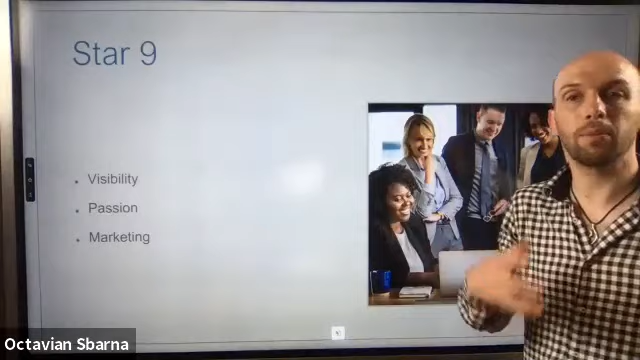 Star 9
Visibility
Passion
Marketing
Octavian Sbarna